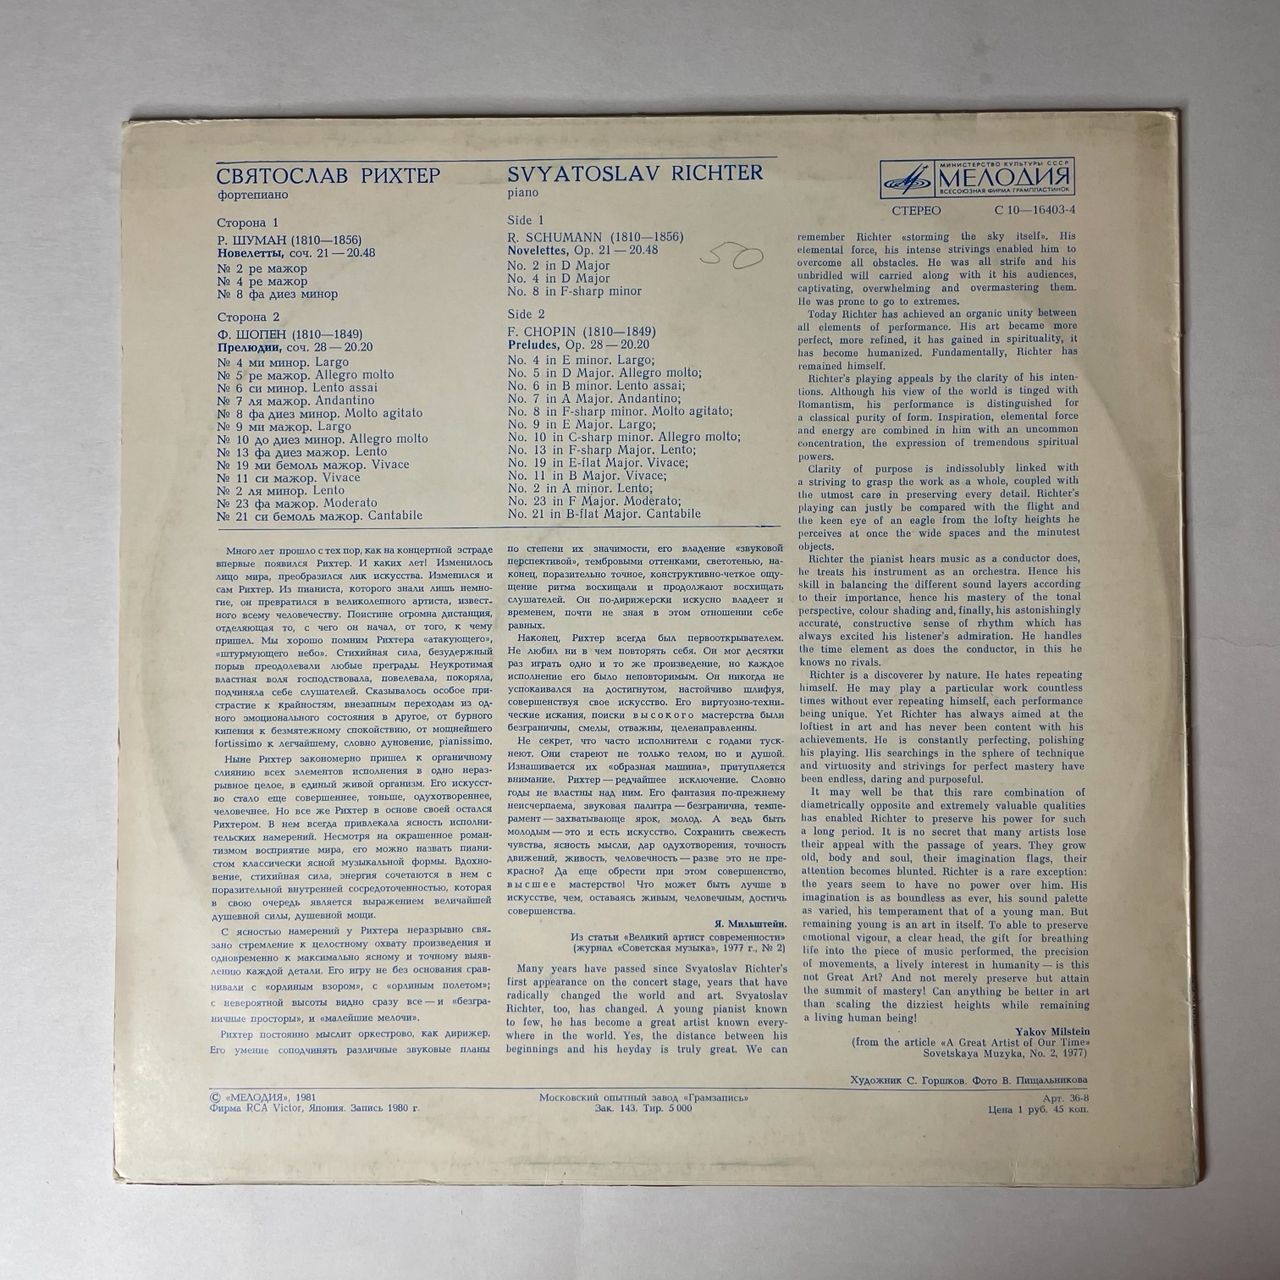 СВЯТОСЛАВ РИХТЕР
фортепиано
Сторона 1
Р. ШУМАН (1810—1856)
Новелетты, соч. 21 — 20.48
№ 2 ре мажор
№ 4 ре мажор
№ 8 фа диез минор
Сторона 2
Ф. ШОПЕН (1810—1849)
Прелюдии, соч. 28 — 20.20
№ 4 ми минор. Largo
№ 5 ре мажор. Allegro molto
№ 6 си минор. Lento assai
№ 7 ля мажор. Andantino
№ 8 фа диез минор. Molto agitato
№ 9 ми мажор. Largo
№ 10 до диез минор. Allegro molto
№ 13 фа диез мажор. Lento
№ 19 ми бемоль мажор. Vivace
№ 11 си мажор. Vivace
№ 2 ля минор. Lento
№ 23 фа мажор. Moderato
№ 21 си бемоль мажор. Cantabile
SVYATOSLAV RICHTER
piano
Side 1
R. SCHUMANN (1810—1856)
Novelettes, Op. 21 — 20.48
No. 2 in D Major
No. 4 in D Major
No. 8 in F-sharp minor
50
Side 2
F. CHOPIN (1810—1849)
Preludes, Op. 28 — 20.20
No. 4 in E minor. Largo;
No. 5 in D Major. Allegro molto;
No. 6 in B minor. Lento assai;
No. 7 in A Major. Andantino;
No. 8 in F-sharp minor. Molto agitato;
No. 9 in E Major. Largo;
No. 10 in C-sharp minor. Allegro molto;
No. 13 in F-sharp Major. Lento;
No. 19 in E-flat Major. Vivace;
No. 11 in B Major. Vivace;
No. 2 in A minor. Lento;
No. 23 in F Major. Moderato;
No. 21 in B-flat Major. Cantabile
МИНИСТЕРСТВО КУЛЬТУРЫ СССР
МЕЛОДИЯ
ВСЕСОЮЗНАЯ ФИРМА ГРАМПЛАСТИНОК
СТЕРЕО С 10—16403-4
Много лет прошло с тех пор, как на концертной эстраде
впервые появился Рихтер. И каких лет! Изменилось
лицо мира, преобразился лик искусства. Изменился и
сам Рихтер. Из пианиста, которого знали лишь немно-
гие, он превратился в великолепного артиста, извест-
ного всему человечеству. Поистине огромна дистанция,
отделяющая то, с чего он начал, от того, к чему
пришел. Мы хорошо помним Рихтера «атакующего»,
«штурмующего небо». Стихийная сила, безудержный
порыв преодолевали любые преграды. Неукротимая
властная воля господствовала, повелевала, покоряла,
подчиняла себе слушателей. Сказывалось особое при-
страстие к крайностям, внезапным переходам из од-
ного эмоционального состояния в другое, от бурного
кипения к безмятежному спокойствию, от мощнейшего
fortissimo к легчайшему, словно дуновение, pianissimo.
Ныне Рихтер закономерно пришел к органичному
слиянию всех элементов исполнения в одно нераз-
рывное целое, в единый живой организм. Его искусст-
во стало еще совершеннее, тоньше, одухотвореннее,
человечнее. Но все же Рихтер в основе своей остался
Рихтером. В нем всегда привлекала ясность исполни-
тельских намерений. Несмотря на окрашенное роман-
тизмом восприятие мира, его можно назвать пиани-
стом классически ясной музыкальной формы. Вдохно-
вение, стихийная сила, энергия сочетаются в нем с
поразительной внутренней сосредоточенностью, которая
в свою очередь является выражением величайшей
душевной силы, душевной мощи.
С ясностью намерений у Рихтера неразрывно свя-
зано стремление к целостному охвату произведения и
одновременно к максимально ясному и точному выяв-
лению каждой детали. Его игру не без основания срав-
нивали с «орлиным взором», с «орлиным полетом»;
с невероятной высоты видно сразу все — и «безгра-
ничные просторы», и «малейшие мелочи».
Рихтер постоянно мыслит оркестрово, как дирижер.
Его умение соподчинять различные звуковые планы
по степени их значимости, его владение «звуковой
перспективой», тембровыми оттенками, светотенью, на-
конец, поразительно точное, конструктивно-четкое ощу-
щение ритма восхищали и продолжают восхищать
слушателей. Он по-дирижерски искусно владеет и
временем, почти не зная в этом отношении себе
равных.
Наконец, Рихтер всегда был первооткрывателем.
Не любил ни в чем повторять себя. Он мог десятки
раз играть одно и то же произведение, но каждое
исполнение его было неповторимым. Он никогда не
успокаивался на достигнутом, настойчиво шлифуя,
совершенствуя свое искусство. Его виртуозно-техни-
ческие искания, поиски высокого мастерства были
безграничны, смелы, отважны, целенаправленны.
Не секрет, что часто исполнители с годами туск-
неют. Они стареют не только телом, но и душой.
Изнашивается их «образная машина», притупляется
внимание. Рихтер — редчайшее исключение. Словно
годы не властны над ним. Его фантазия по-прежнему
неисчерпаема, звуковая палитра — безгранична, темпе-
рамент — захватывающе ярок, молод. А ведь быть
молодым — это и есть искусство. Сохранить свежесть
чувства, ясность мысли, дар одухотворения, точность
движений, живость, человечность — разве это не пре-
красно? Да еще обрести при этом совершенство,
высшее мастерство! Что может быть лучше в
искусстве, чем, оставаясь живым, человечным, достичь
совершенства.
Я. Мильштейн.
Из статьи «Великий артист современности»
(журнал «Советская музыка», 1977 г., № 2)
Many years have passed since Svyatoslav Richter's
first appearance on the concert stage, years that have
radically changed the world and art. Svyatoslav
Richter, too, has changed. A young pianist known
to few, he has become a great artist known every-
where in the world. Yes, the distance between his
beginnings and his heyday is truly great. We can
remember Richter «storming the sky itself». His
elemental force, his intense strivings enabled him to
overcome all obstacles. He was all strife and his
unbridled will carried along with it his audiences,
captivating, overwhelming and overmastering them.
He was prone to go to extremes.
Today Richter has achieved an organic unity between
all elements of performance. His art became more
perfect, more refined, it has gained in spirituality, it
has become humanized. Fundamentally, Richter has
remained himself.
Richter's playing appeals by the clarity of his inten-
tions. Although his view of the world is tinged with
Romantism, his performance is distinguished for
a classical purity of form. Inspiration, elemental force
and energy are combined in him with an uncommon
concentration, the expression of tremendous spiritual
powers.
Clarity of purpose is indissolubly linked with
a striving to grasp the work as a whole, coupled with
the utmost care in preserving every detail. Richter's
playing can justly be compared with the flight and
the keen eye of an eagle from the lofty heights he
perceives at once the wide spaces and the minutest
objects.
Richter the pianist hears music as a conductor does,
he treats his instrument as an orchestra. Hence his
skill in balancing the different sound layers according
to their importance, hence his mastery of the tonal
perspective, colour shading and, finally, his astonishingly
accurate, constructive sense of rhythm which has
always excited his listener's admiration. He handles
the time element as does the conductor, in this he
knows no rivals.
Richter is a discoverer by nature. He hates repeating
himself. He may play a particular work countless
times without ever repeating himself, each performance
being unique. Yet Richter has always aimed at the
loftiest in art and has never been content with his
achievements. He is constantly perfecting, polishing
his playing. His searchings in the sphere of technique
and virtuosity and strivings for perfect mastery have
been endless, daring and purposeful.
It may well be that this rare combination of
diametrically opposite and extremely valuable qualities
has enabled Richter to preserve his power for such
a long period. It is no secret that many artists lose
their appeal with the passage of years. They grow
old, body and soul, their imagination flags, their
attention becomes blunted. Richter is a rare exception:
the years seem to have no power over him. His
imagination is as boundless as ever, his sound palette
as varied, his temperament that of a young man. But
remaining young is an art in itself. To able to preserve
emotional vigour, a clear head, the gift for breathing
life into the piece of music performed, the precision
of movements, a lively interest in humanity — is this
not Great Art? And not merely preserve but attain
the summit of mastery! Can anything be better in art
than scaling the dizziest heights while remaining
a living human being!
Yakov Milstein
(from the article «A Great Artist of Our Time»
Sovetskaya Muzyka, No. 2, 1977)
Художник С. Горшков. Фото В. Пищальникова
© «МЕЛОДИЯ», 1981
Фирма RCA Victor, Япония. Запись 1980 г.
Московский опытный завод «Грамзапись»
Зак. 143. Тир. 5 000
Арт. 36-8
Цена 1 руб. 45 коп.